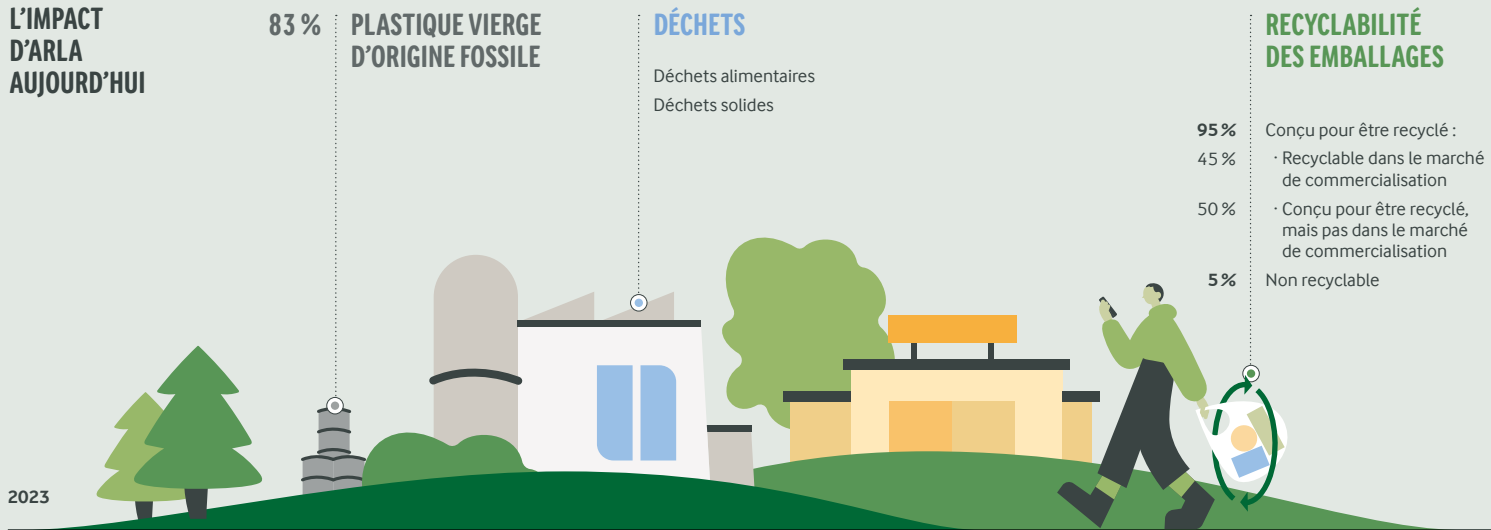 L'IMPACT
D'ARLA
AUJOURD'HUI
83 %
PLASTIQUE VIERGE
D'ORIGINE FOSSILE
DÉCHETS
Déchets alimentaires
Déchets solides
RECYCLABILITÉ
DES EMBALLAGES
95 % Conçu pour être recyclé :
45 % · Recyclable dans le marché
de commercialisation
50 % · Conçu pour être recyclé,
mais pas dans le marché
de commercialisation
5 % Non recyclable
2023